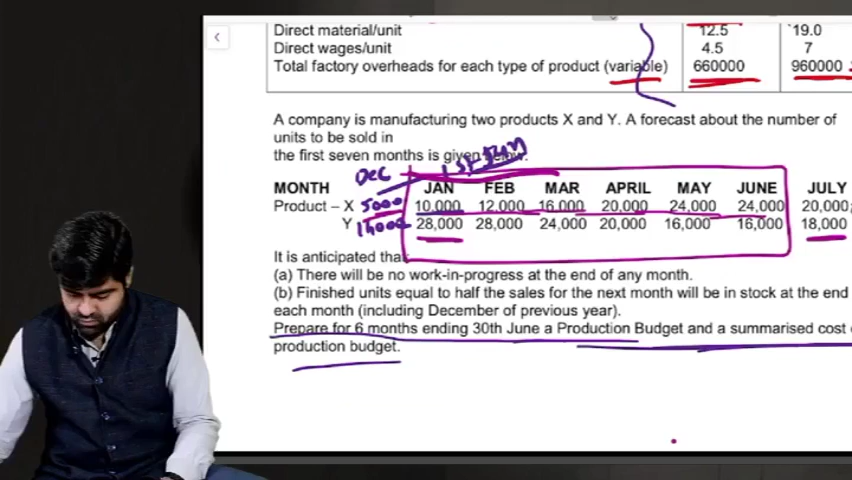 Direct material/unit 12.5 19.0
Direct wages/unit 4.5 7
Total factory overheads for each type of product (variable) 660000 960000
A company is manufacturing two products X and Y. A forecast about the number of
units to be sold in
the first seven months is given below:
Dec 1st Jan
MONTH JAN FEB MAR APRIL MAY JUNE JULY
Product – X 5000 10,000 12,000 16,000 20,000 24,000 24,000 20,000
Y 14000 28,000 28,000 24,000 20,000 16,000 16,000 18,000
It is anticipated that
(a) There will be no work-in-progress at the end of any month.
(b) Finished units equal to half the sales for the next month will be in stock at the end
each month (including December of previous year).
Prepare for 6 months ending 30th June a Production Budget and a summarised cost
production budget.